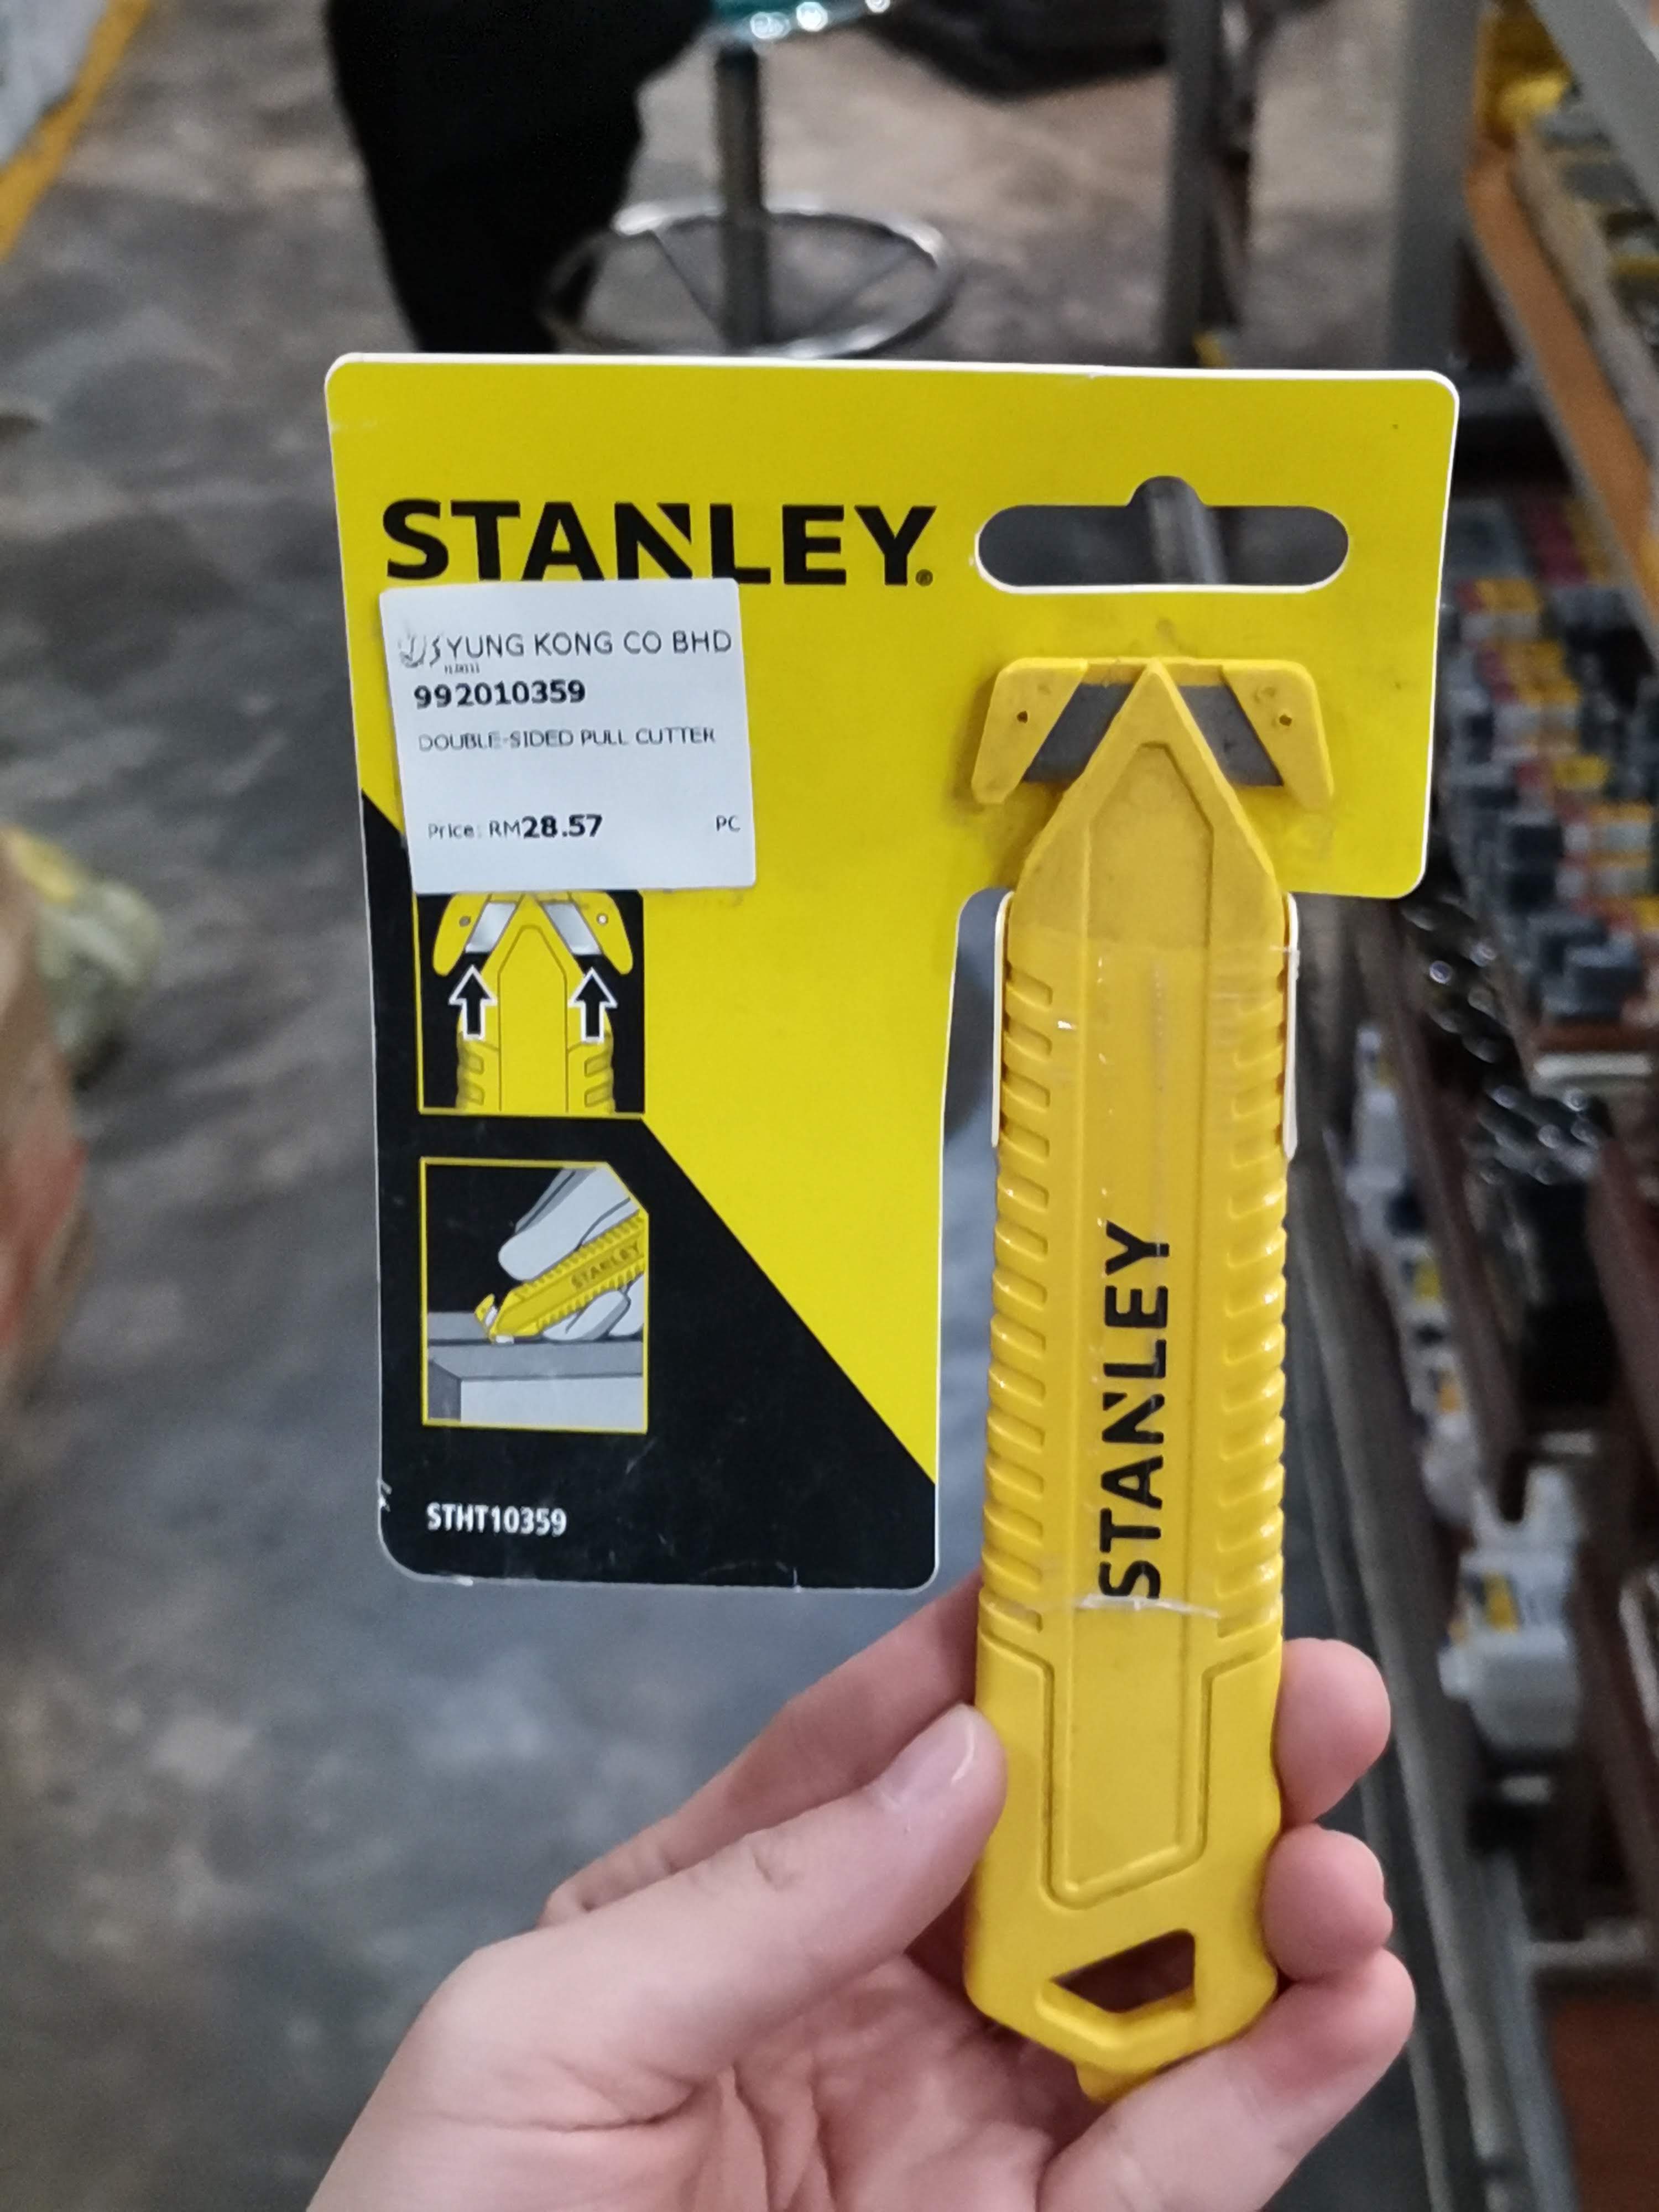 STANLEY®
YUNG KONG CO BHD
992010359
DOUBLE-SIDED PULL CUTTER
Price: RM28.57 PC
STANLEY
STHT10359
STANLEY